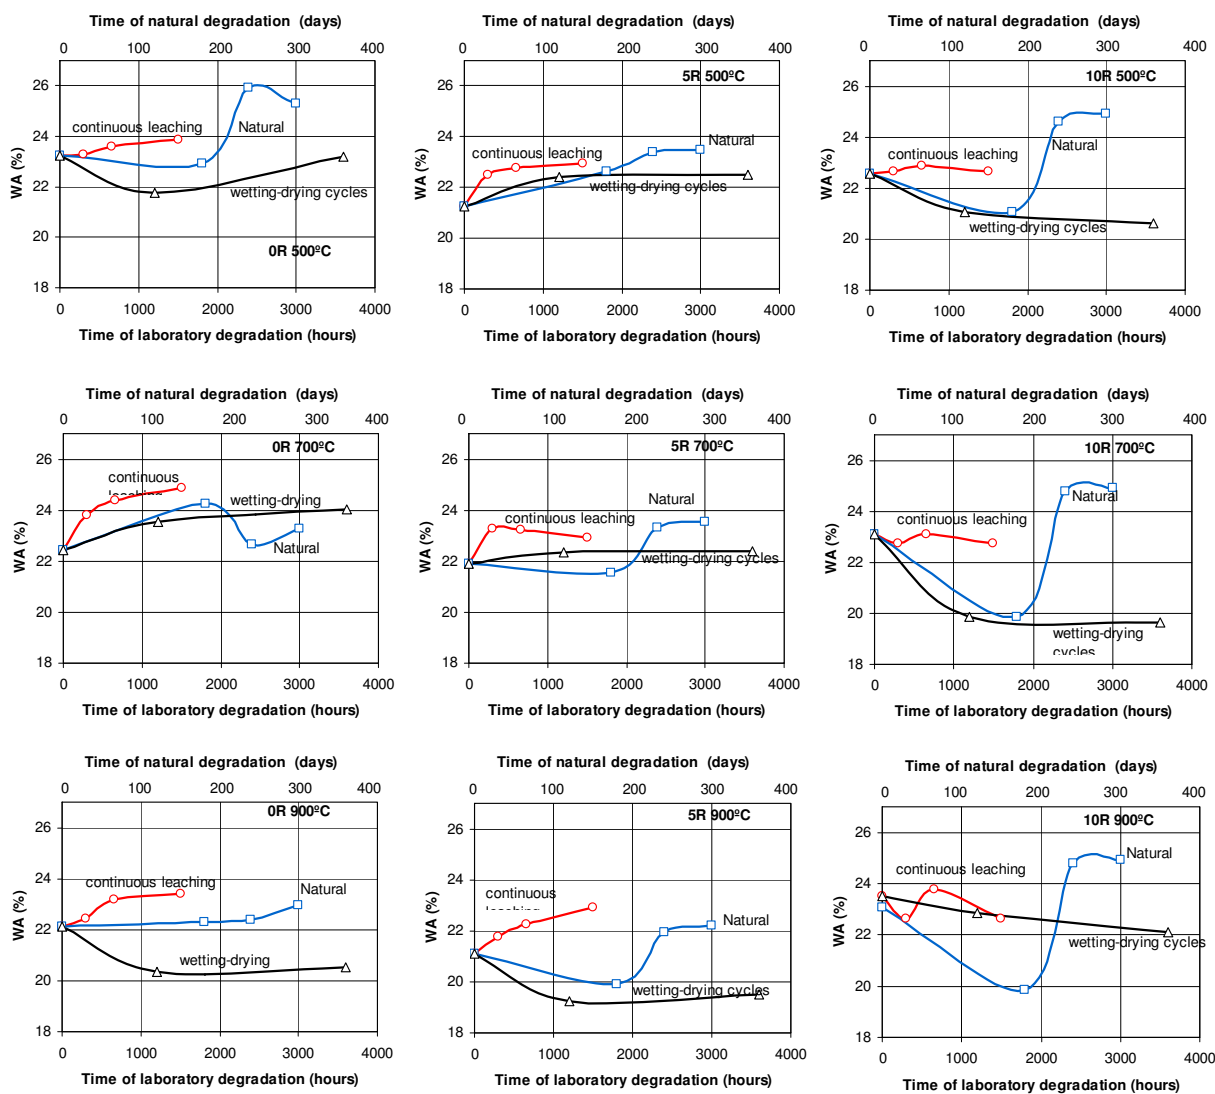 Time of natural degradation (days)
0 100 200 300 400
26
24
22
20
18
WA (%)
continuous leaching
Natural
wetting-drying cycles
0R 500ºC
0 1000 2000 3000 4000
Time of laboratory degradation (hours)
Time of natural degradation (days)
0 100 200 300 400
5R 500ºC
26
24
22
20
18
WA (%)
Natural
continuous leaching
wetting-drying cycles
0 1000 2000 3000 4000
Time of laboratory degradation (hours)
Time of natural degradation (days)
0 100 200 300 400
10R 500ºC
26
24
22
20
18
WA (%)
Natural
continuous leaching
wetting-drying cycles
0 1000 2000 3000 4000
Time of laboratory degradation (hours)
Time of natural degradation (days)
0 100 200 300 400
0R 700ºC
26
24
22
20
18
WA (%)
continuous
leaching
wetting-drying
Natural
0 1000 2000 3000 4000
Time of laboratory degradation (hours)
Time of natural degradation (days)
0 100 200 300 400
5R 700ºC
26
24
22
20
18
WA (%)
Natural
continuous leaching
wetting-drying cycles
0 1000 2000 3000 4000
Time of laboratory degradation (hours)
Time of natural degradation (days)
0 100 200 300 400
10R 700ºC
26
24
22
20
18
WA (%)
Natural
continuous leaching
wetting-drying
cycles
0 1000 2000 3000 4000
Time of laboratory degradation (hours)
Time of natural degradation (days)
0 100 200 300 400
0R 900ºC
26
24
22
20
18
WA (%)
continuous leaching
Natural
wetting-drying
0 1000 2000 3000 4000
Time of laboratory degradation (hours)
Time of natural degradation (days)
0 100 200 300 400
5R 900ºC
26
24
22
20
18
WA (%)
continuous
leaching
Natural
wetting-drying cycles
0 1000 2000 3000 4000
Time of laboratory degradation (hours)
Time of natural degradation (days)
0 100 200 300 400
10R 900ºC
26
24
22
20
18
WA (%)
Natural
continuous leaching
wetting-drying cycles
0 1000 2000 3000 4000
Time of laboratory degradation (hours)